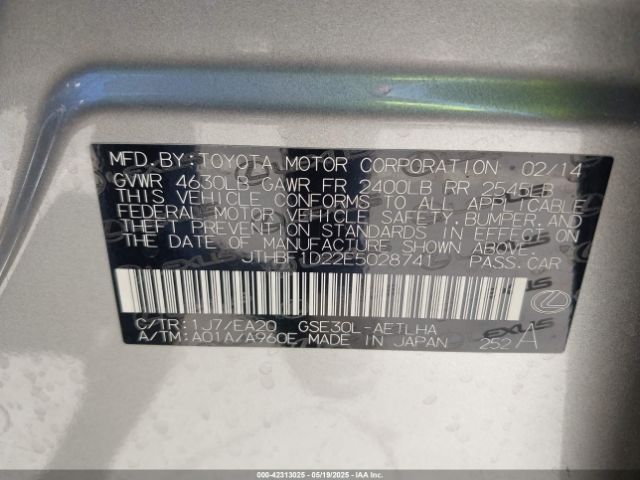 MFD. BY: TOYOTA MOTOR CORPORATION 02/14
GVWR 4630LB GAWR FR 2400LB RR 2545LB
THIS VEHICLE CONFORMS TO ALL APPLICABLE
FEDERAL MOTOR VEHICLE SAFETY, BUMPER, AND
THEFT PREVENTION STANDARDS IN EFFECT ON
THE DATE OF MANUFACTURE SHOWN ABOVE.
JTHBF1D22E5028741 PASS. CAR
C/TR: 1J7/EA20 GSE30L-AETLHA
A/TM: A01A/A960E MADE IN JAPAN 252 A
LEXUS
000-42313025 - 05/19/2025 - IAA Inc.